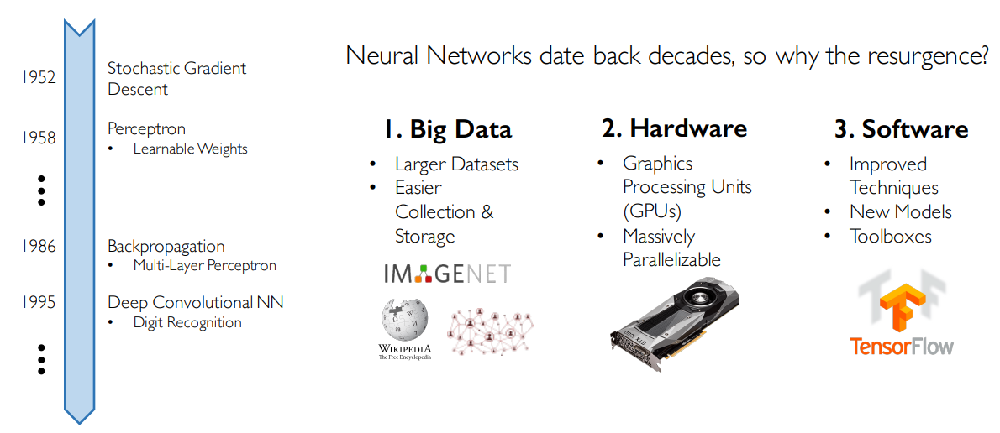 1952
Stochastic Gradient
Descent
1958
Perceptron
• Learnable Weights
1986
Backpropagation
• Multi-Layer Perceptron
1995
Deep Convolutional NN
• Digit Recognition
Neural Networks date back decades, so why the resurgence?
1. Big Data
• Larger Datasets
• Easier
Collection &
Storage
IMAGENET
WIKIPEDIA
The Free Encyclopedia
2. Hardware
• Graphics
Processing Units
(GPUs)
• Massively
Parallelizable
GTX 1080
3. Software
• Improved
Techniques
• New Models
• Toolboxes
TensorFlow